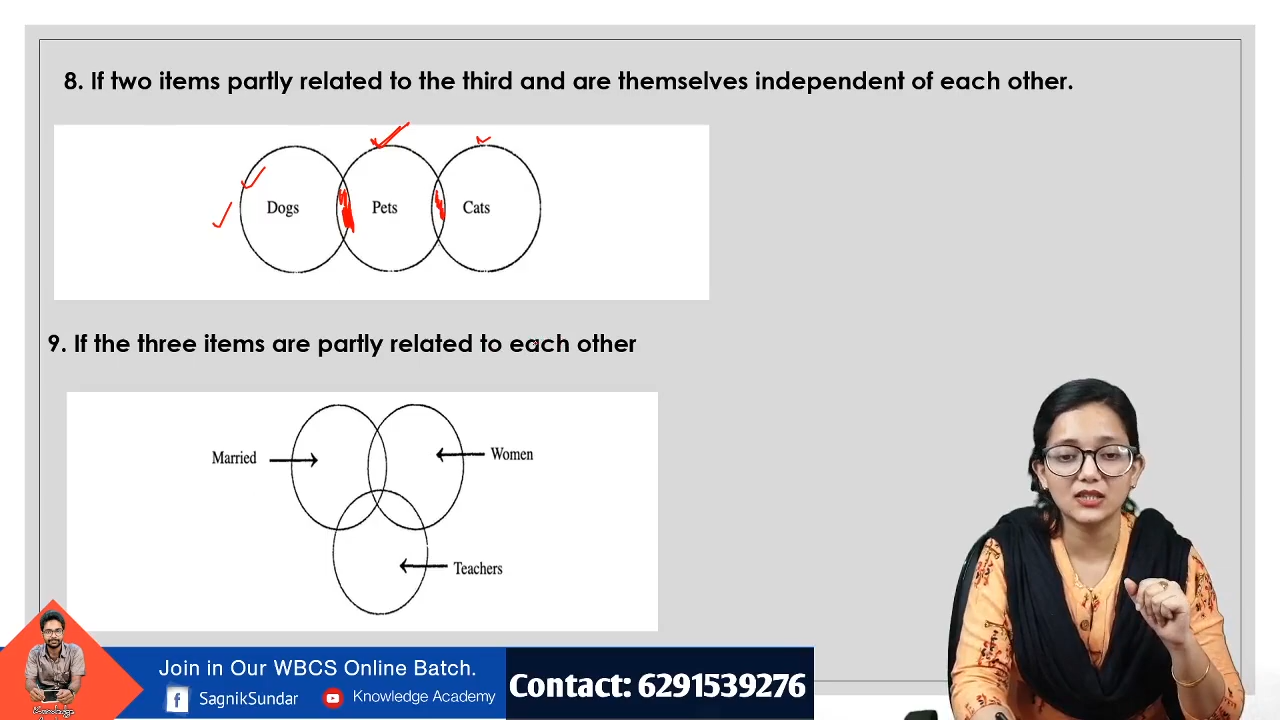 8. If two items partly related to the third and are themselves independent of each other.
Dogs Pets Cats
9. If the three items are partly related to each other
Married Women
Teachers
Join in Our WBCS Online Batch.
SagnikSundar Knowledge Academy
Contact: 6291539276